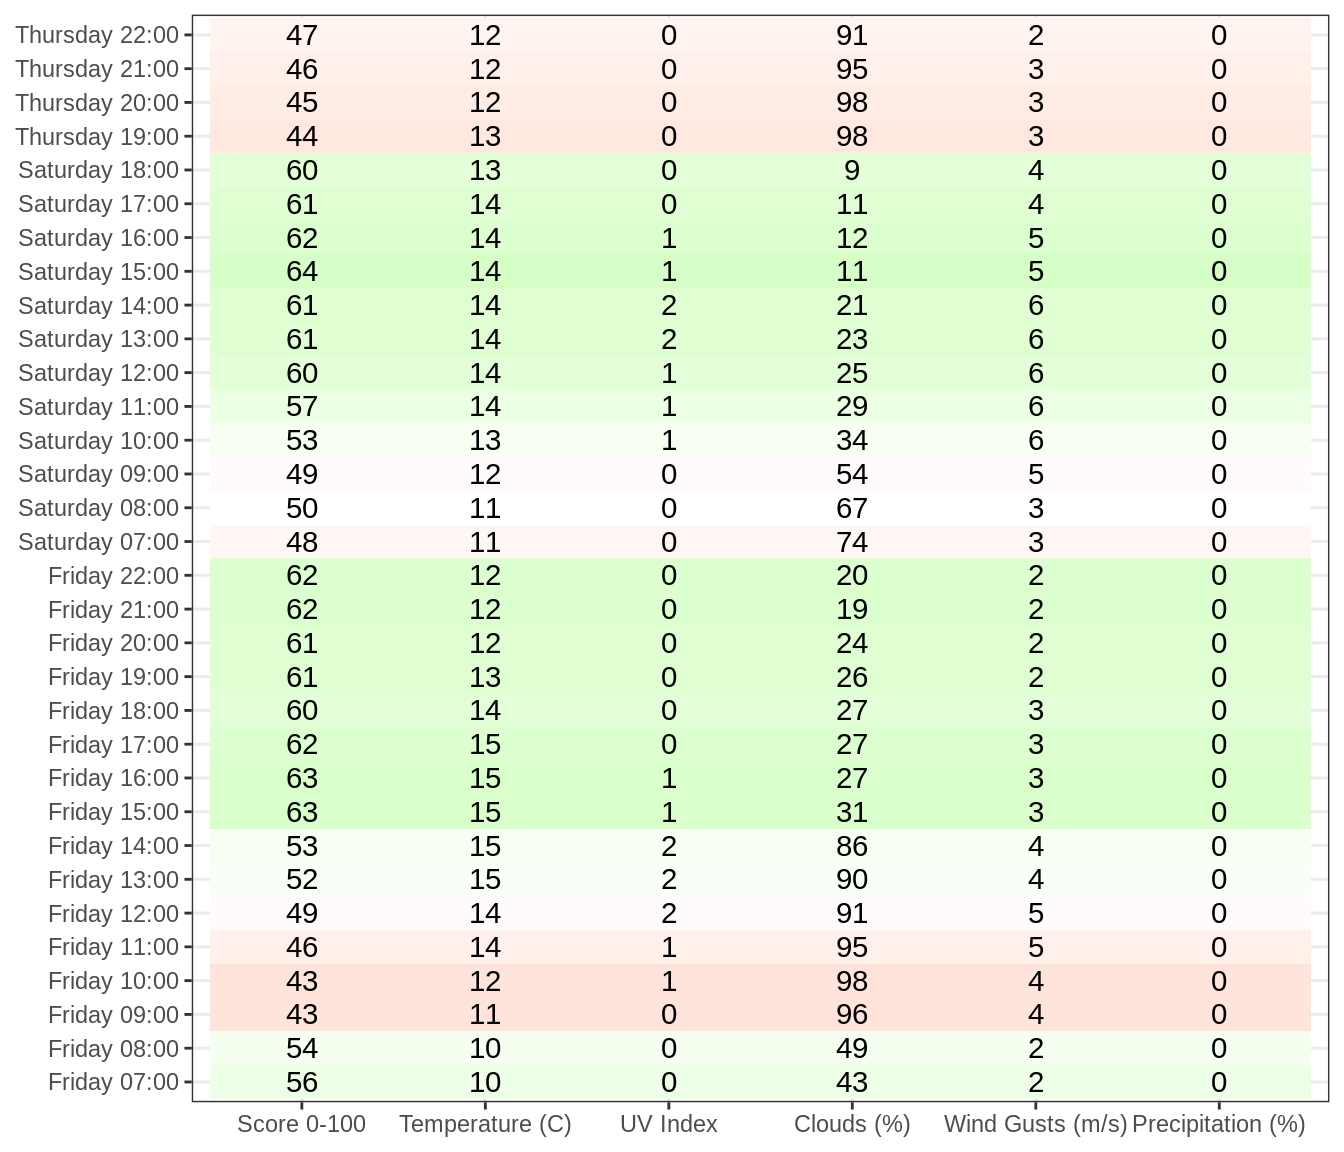 Thursday 22:00 47 12 0 91 2 0
Thursday 21:00 46 12 0 95 3 0
Thursday 20:00 45 12 0 98 3 0
Thursday 19:00 44 13 0 98 3 0
Saturday 18:00 60 13 0 9 4 0
Saturday 17:00 61 14 0 11 4 0
Saturday 16:00 62 14 1 12 5 0
Saturday 15:00 64 14 1 11 5 0
Saturday 14:00 61 14 2 21 6 0
Saturday 13:00 61 14 2 23 6 0
Saturday 12:00 60 14 1 25 6 0
Saturday 11:00 57 14 1 29 6 0
Saturday 10:00 53 13 1 34 6 0
Saturday 09:00 49 12 0 54 5 0
Saturday 08:00 50 11 0 67 3 0
Saturday 07:00 48 11 0 74 3 0
Friday 22:00 62 12 0 20 2 0
Friday 21:00 62 12 0 19 2 0
Friday 20:00 61 12 0 24 2 0
Friday 19:00 61 13 0 26 2 0
Friday 18:00 60 14 0 27 3 0
Friday 17:00 62 15 0 27 3 0
Friday 16:00 63 15 1 27 3 0
Friday 15:00 63 15 1 31 3 0
Friday 14:00 53 15 2 86 4 0
Friday 13:00 52 15 2 90 4 0
Friday 12:00 49 14 2 91 5 0
Friday 11:00 46 14 1 95 5 0
Friday 10:00 43 12 1 98 4 0
Friday 09:00 43 11 0 96 4 0
Friday 08:00 54 10 0 49 2 0
Friday 07:00 56 10 0 43 2 0
Score 0-100 Temperature (C) UV Index Clouds (%) Wind Gusts (m/s) Precipitation (%)